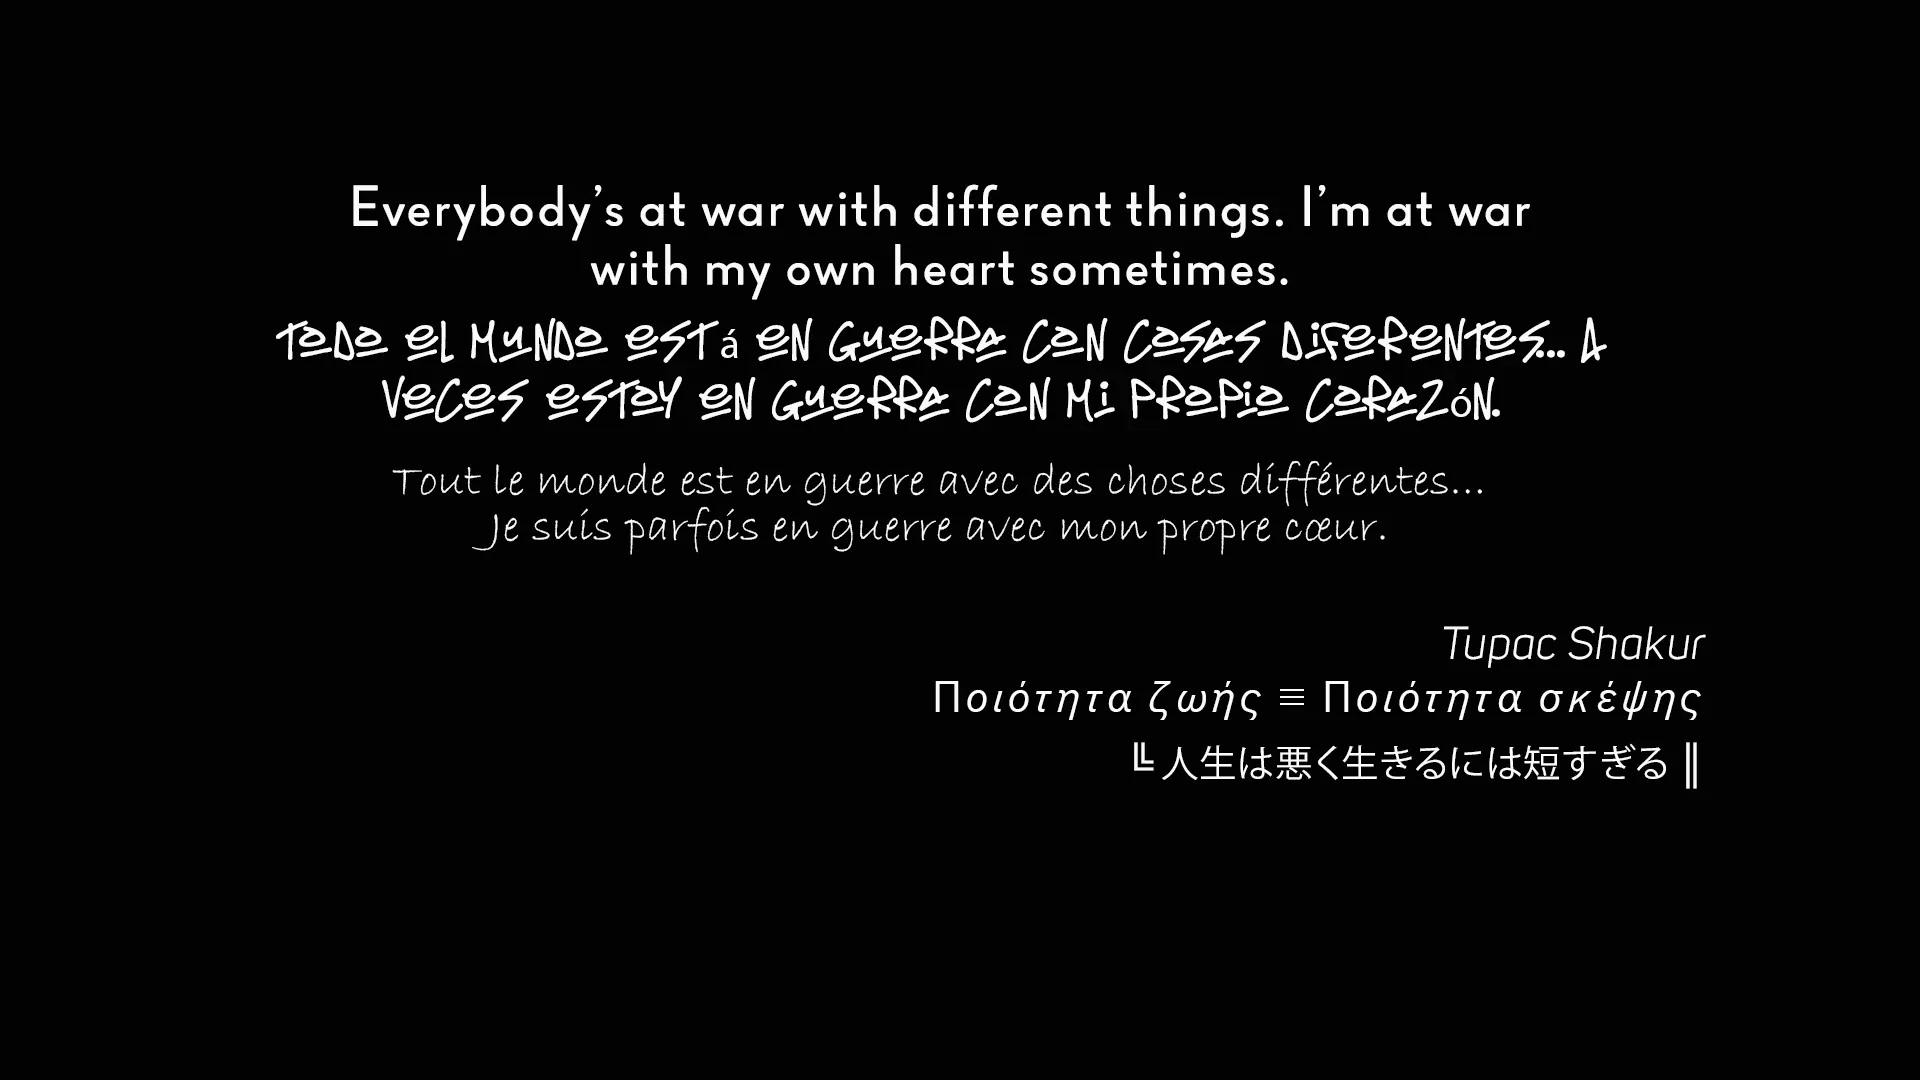 Everybody’s at war with different things. I’m at war
with my own heart sometimes.
Todo el mundo está en guerra con cosas diferentes... A
veces estoy en guerra con mi propio corazón.
Tout le monde est en guerre avec des choses différentes...
Je suis parfois en guerre avec mon propre cœur.
Tupac Shakur
Ποιότητα ζωής ≡ Ποιότητα σκέψης
╚ 人生は悪く生きるには短すぎる ║